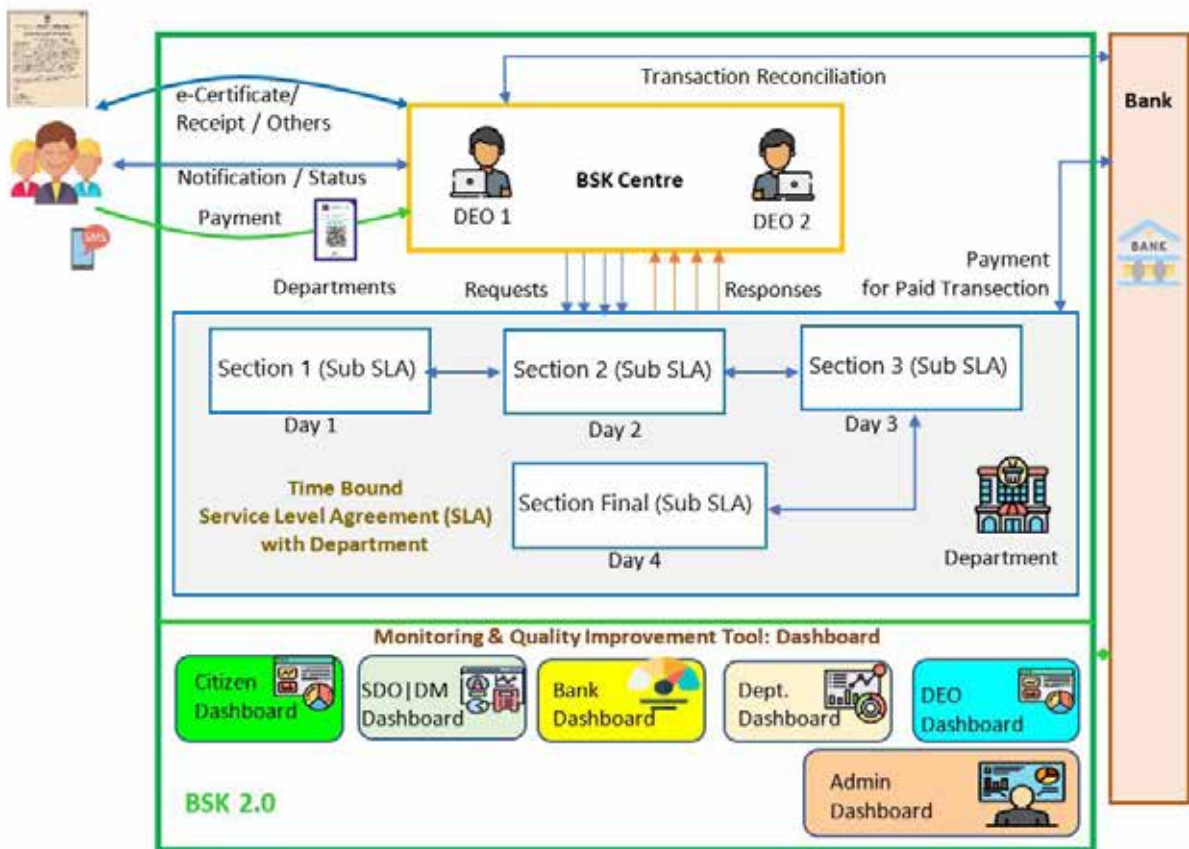 Transaction Reconciliation
e-Certificate/
Receipt / Others
Bank
BSK Centre
Notification / Status
DEO 1
DEO 2
Payment
SMS
BANK
Departments
Requests
Responses
Payment
for Paid Transection
Section 1 (Sub SLA)
Section 2 (Sub SLA)
Section 3 (Sub SLA)
Day 1
Day 2
Day 3
Time Bound
Service Level Agreement (SLA)
with Department
Section Final (Sub SLA)
Day 4
Department
Monitoring & Quality Improvement Tool: Dashboard
Citizen
Dashboard
SDO|DM
Dashboard
Bank
Dashboard
Dept.
Dashboard
DEO
Dashboard
Admin
Dashboard
BSK 2.0